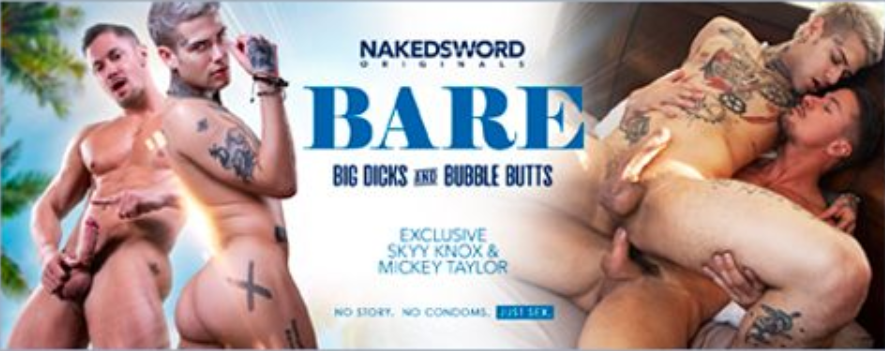 NAKEDSWORD
ORIGINALS
BARE
BIG DICKS AND BUBBLE BUTTS
EXCLUSIVE
SKYY KNOX &
MICKEY TAYLOR
NO STORY. NO CONDOMS. JUST SEX.